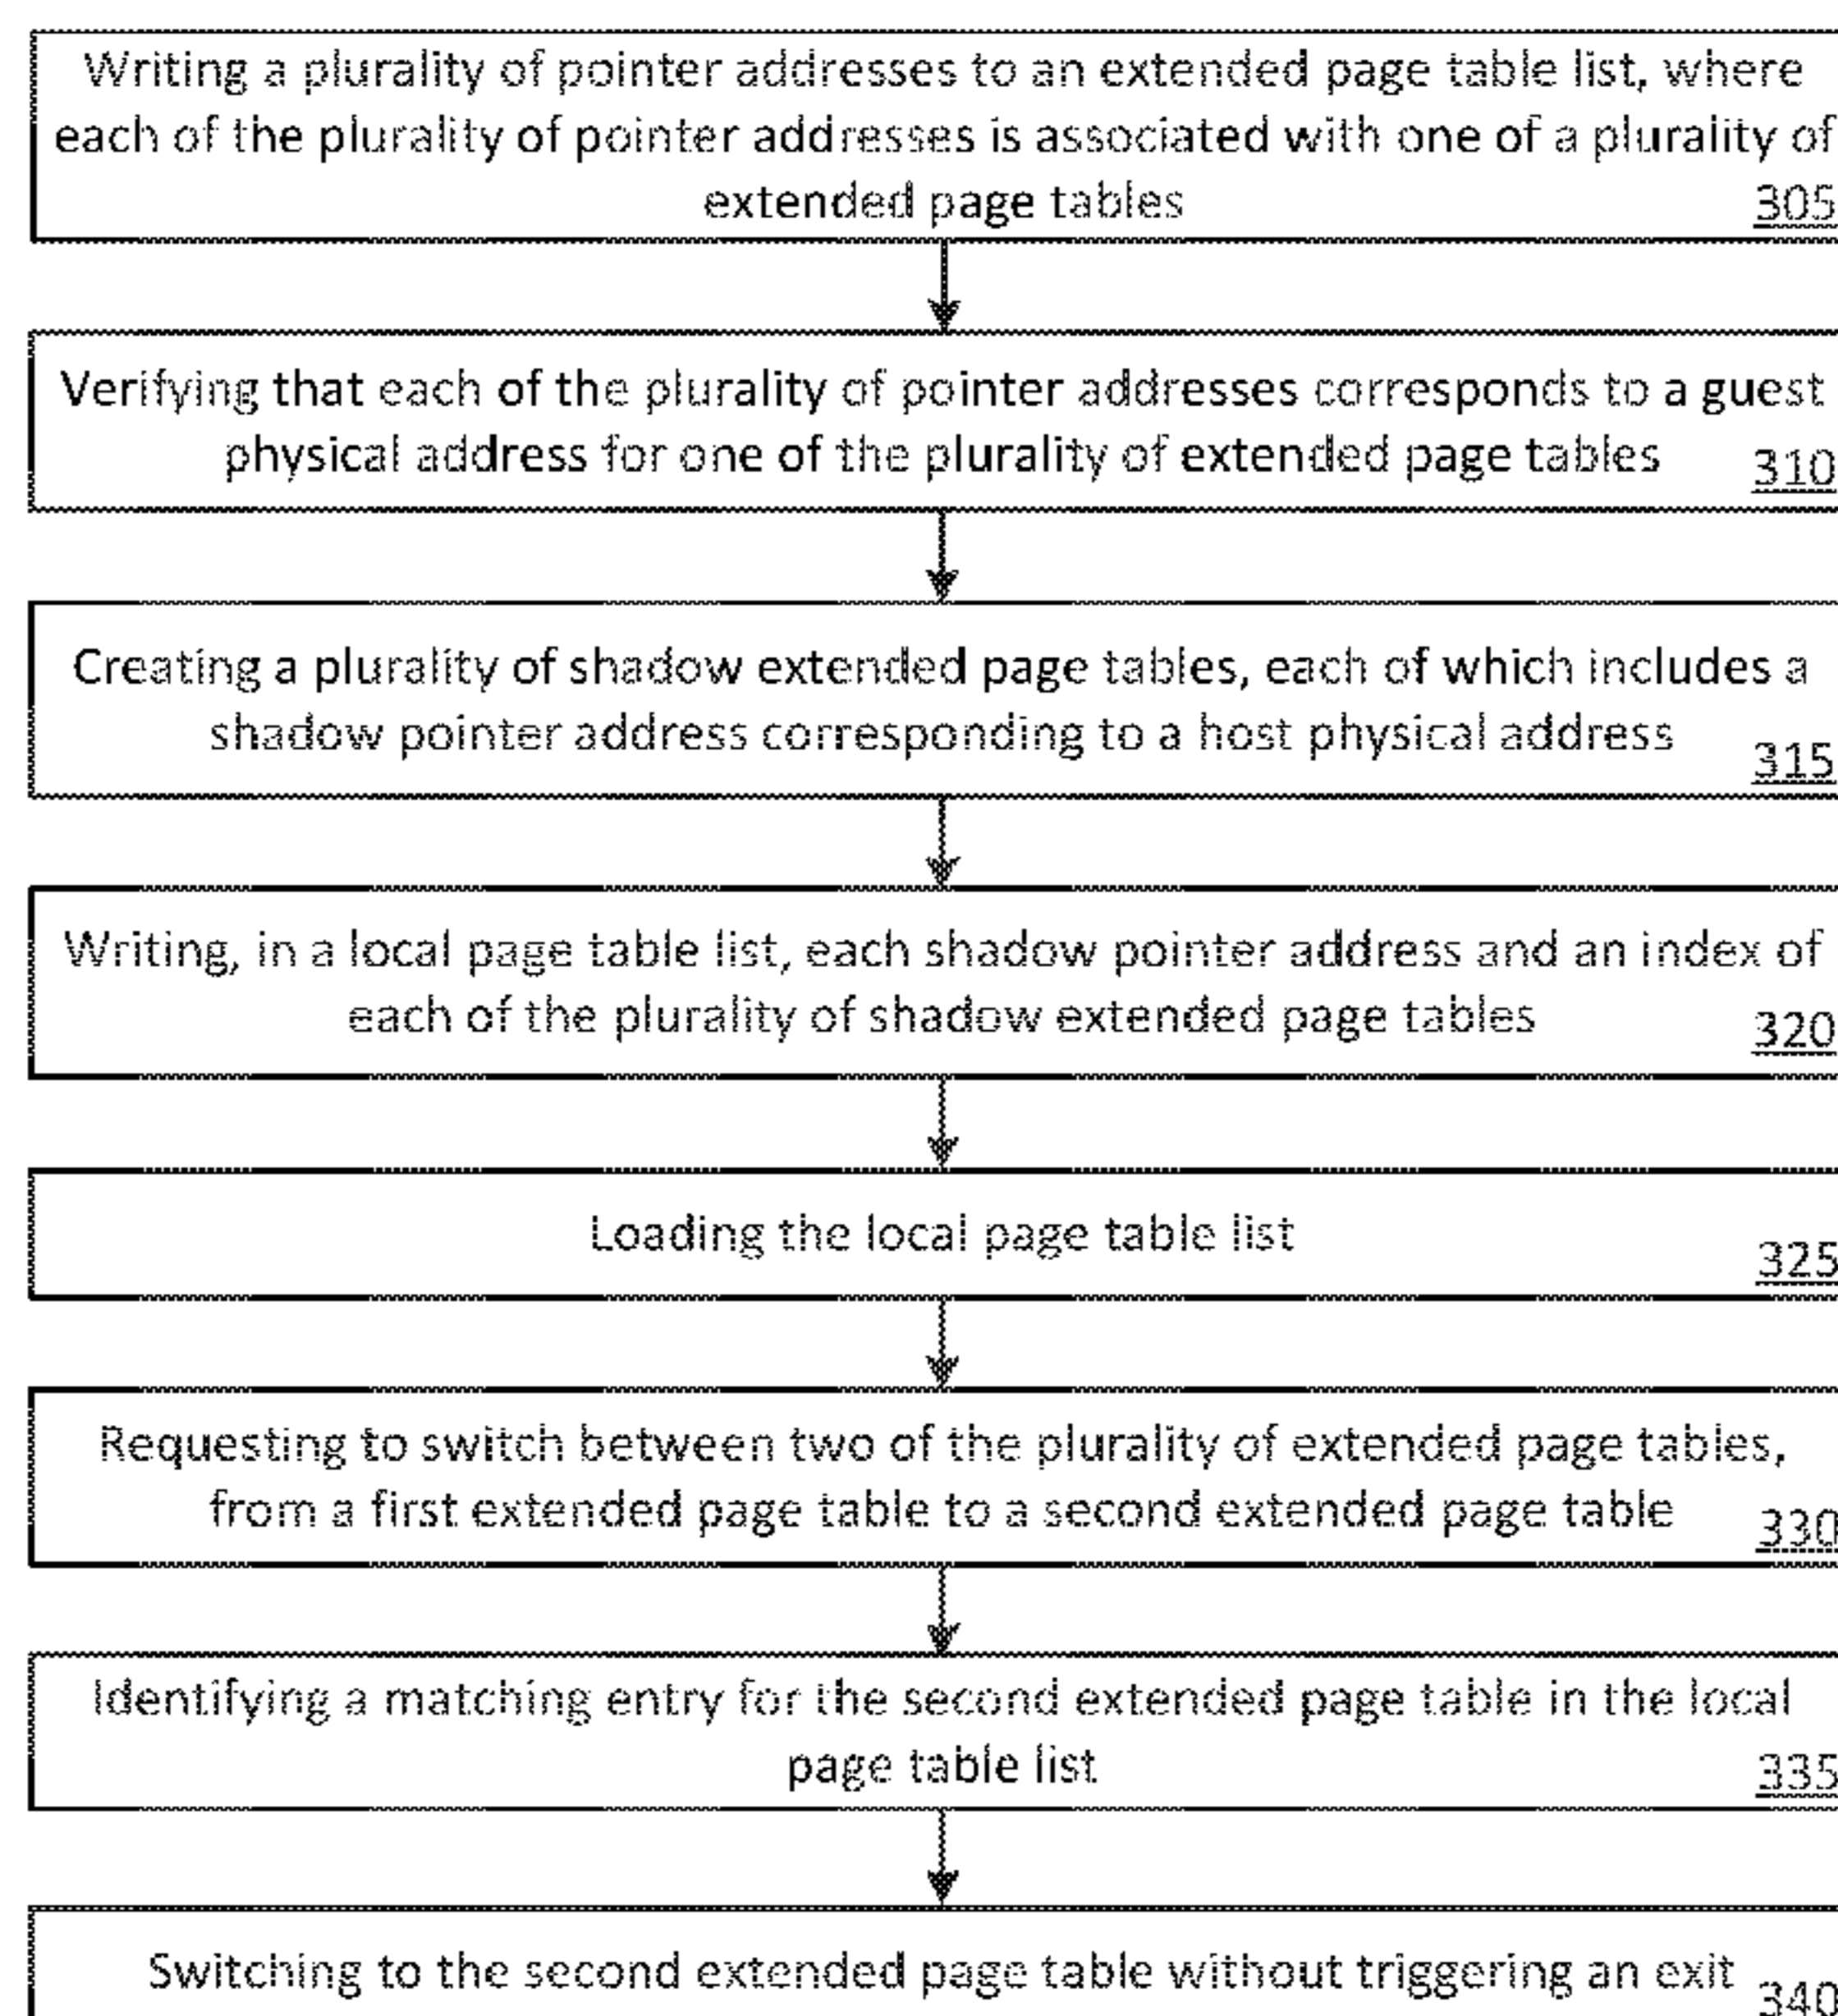 Writing a plurality of pointer addresses to an extended page table list, where
each of the plurality of pointer addresses is associated with one of a plurality of
extended page tables
305
Verifying that each of the plurality of pointer addresses corresponds to a guest
physical address for one of the plurality of extended page tables
310
Creating a plurality of shadow extended page tables, each of which includes a
shadow pointer address corresponding to a host physical address
315
Writing, in a local page table list, each shadow pointer address and an index of
each of the plurality of shadow extended page tables
320
Loading the local page table list
325
Requesting to switch between two of the plurality of extended page tables,
from a first extended page table to a second extended page table
330
Identifying a matching entry for the second extended page table in the local
page table list
335
Switching to the second extended page table without triggering an exit
340